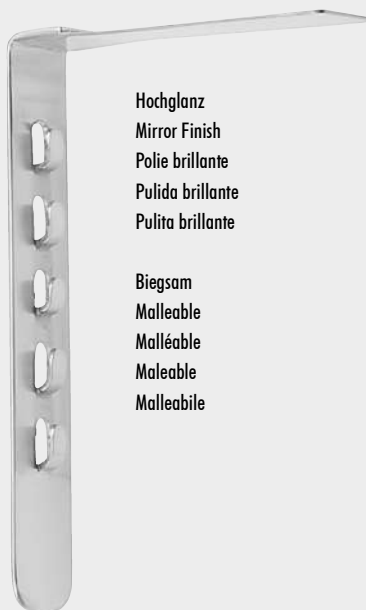 Hochglanz
Mirror Finish
Polie brillante
Pulida brillante
Pulita brillante
Biegsam
Malleable
Malléable
Maleable
Malleabile